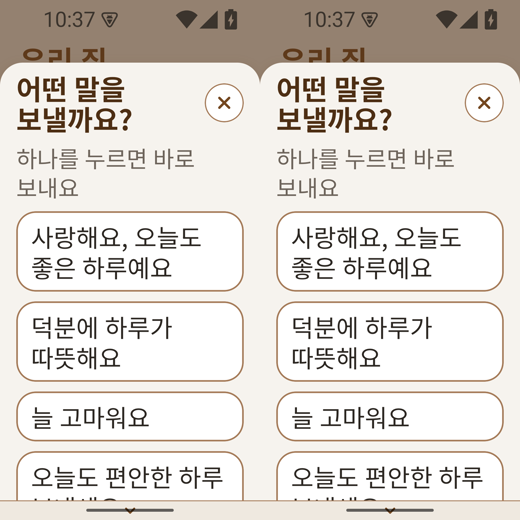 10:37
우리 집
어떤 말을
보낼까요?
하나를 누르면 바로
보내요
사랑해요, 오늘도
좋은 하루예요
덕분에 하루가
따뜻해요
늘 고마워요
오늘도 편안한 하루
10:37
우리 집
어떤 말을
보낼까요?
하나를 누르면 바로
보내요
사랑해요, 오늘도
좋은 하루예요
덕분에 하루가
따뜻해요
늘 고마워요
오늘도 편안한 하루